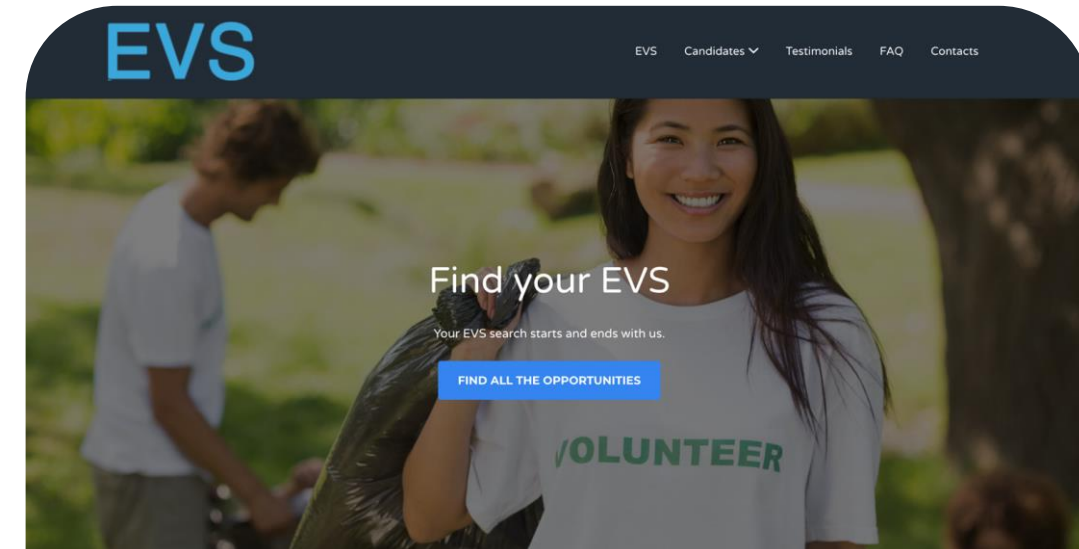 EVS
EVS Candidates Testimonials FAQ Contacts
Find your EVS
Your EVS search starts and ends with us.
FIND ALL THE OPPORTUNITIES
VOLUNTEER